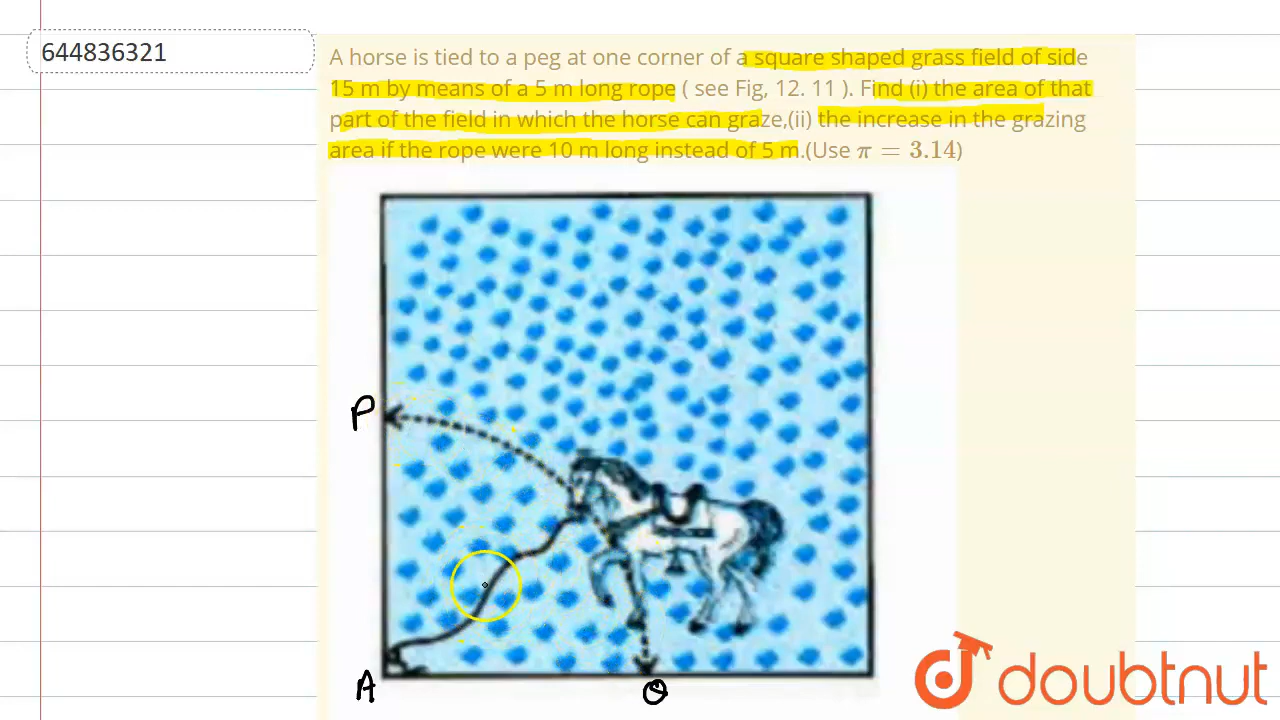 644836321
A horse is tied to a peg at one corner of a square shaped grass field of side
15 m by means of a 5 m long rope ( see Fig, 12. 11 ). Find (i) the area of that
part of the field in which the horse can graze,(ii) the increase in the grazing
area if the rope were 10 m long instead of 5 m.(Use π = 3.14)
P
A
Q
doubtnut